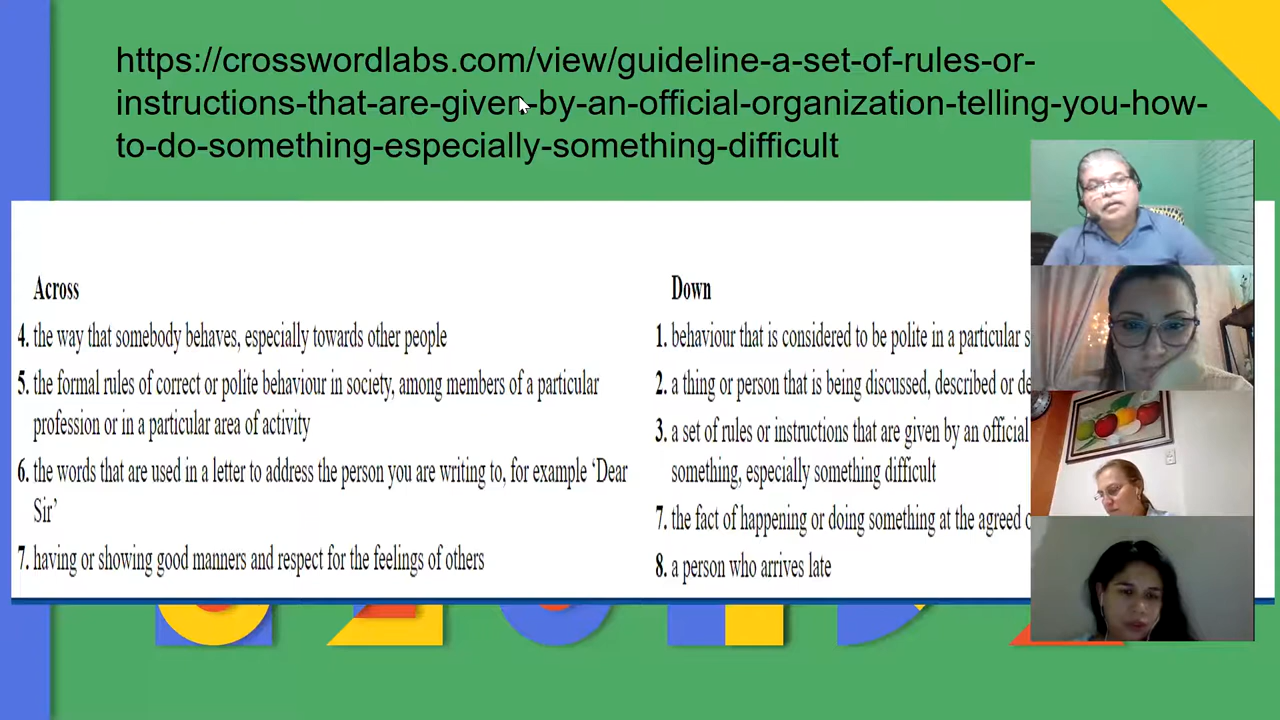 https://crosswordlabs.com/view/guideline-a-set-of-rules-or-
instructions-that-are-given-by-an-official-organization-telling-you-how-
to-do-something-especially-something-difficult
Across
4. the way that somebody behaves, especially towards other people
5. the formal rules of correct or polite behaviour in society, among members of a particular
profession or in a particular area of activity
6. the words that are used in a letter to address the person you are writing to, for example ‘Dear
Sir’
7. having or showing good manners and respect for the feelings of others
Down
1. behaviour that is considered to be polite in a particular
2. a thing or person that is being discussed, described or
3. a set of rules or instructions that are given by an official
something, especially something difficult
7. the fact of happening or doing something at the agreed
8. a person who arrives late